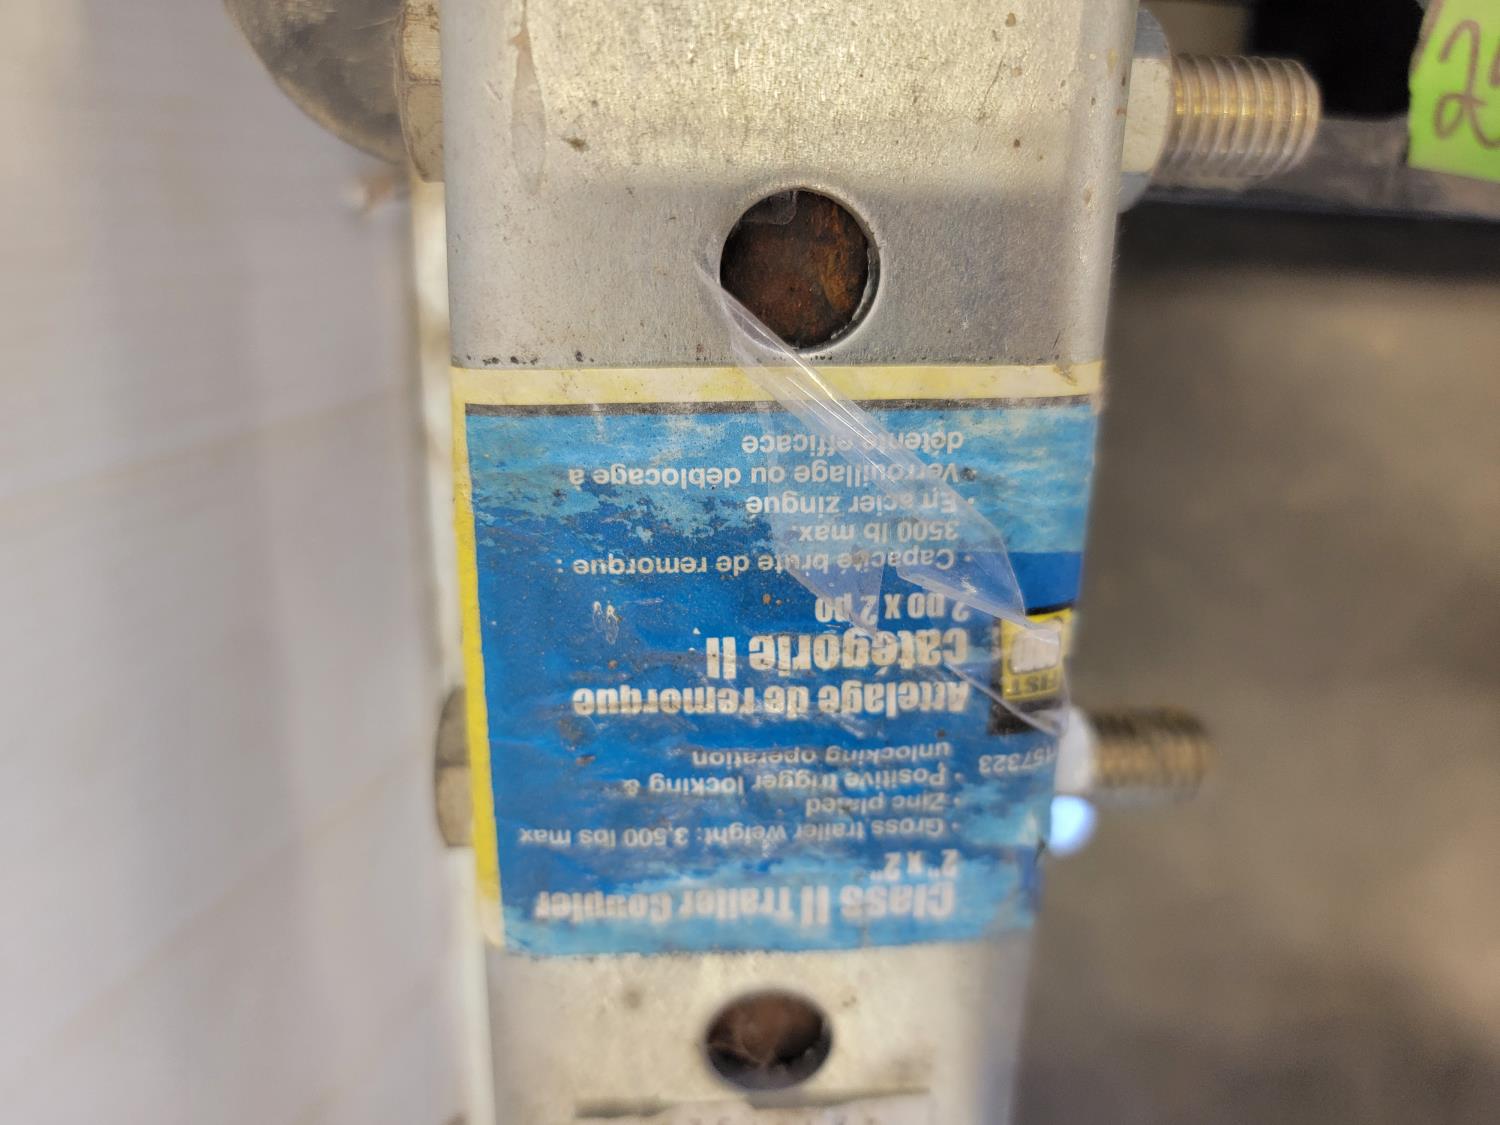 Class II Trailer Coupler
2" x 2"
• Gross trailer weight: 3,500 lbs max
• Zinc plated
• Positive trigger locking &
unlocking operation
157323
Attelage de remorque
catégorie II
2 po x 2 po
• Capacité brute de remorque :
3500 lb max.
• En acier zingué
• Verrouillage ou déblocage à
détente efficace
FIST